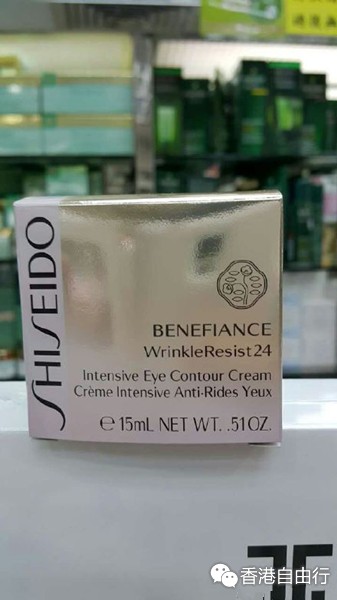 SHISEIDO
BENEFIANCE
WrinkleResist24
Intensive Eye Contour Cream
Crème Intensive Anti-Rides Yeux
℮ 15mL NET WT. .51OZ.
香港自由行